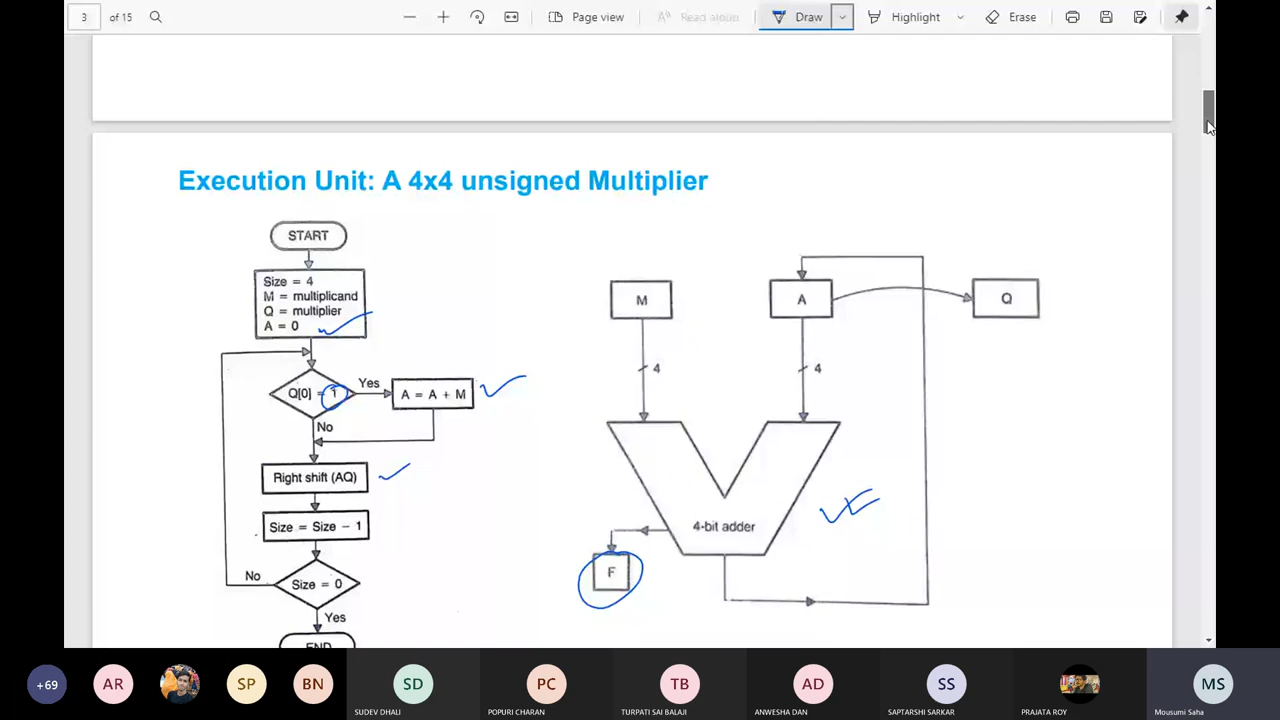 3 of 15 Page view Read aloud Draw Highlight Erase
Execution Unit: A 4x4 unsigned Multiplier
START
Size = 4
M = multiplicand
Q = multiplier
A = 0
Q[0] = 1
Yes
A = A + M
No
Right shift (AQ)
Size = Size - 1
No
Size = 0
Yes
END
M
A
Q
4
4
4-bit adder
F
+69
AR
SP
BN
SD
SUDEV DHALI
PC
POPURI CHARAN
TB
TURPATI SAI BALAJI
AD
ANWESHA DAN
SS
SAPTARSHI SARKAR
PRAJATA ROY
MS
Mousumi Saha